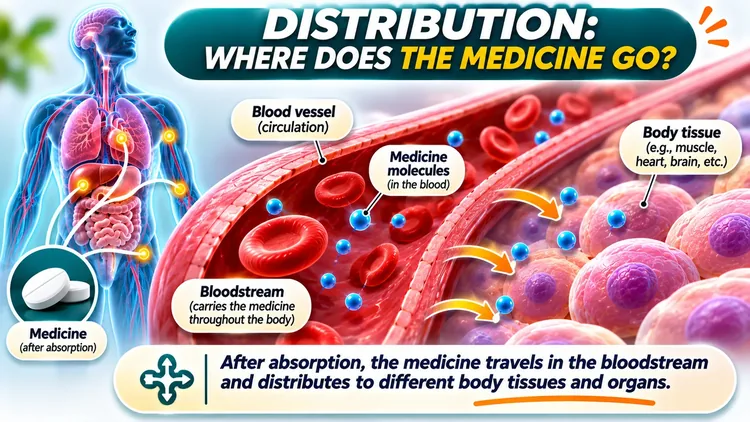 DISTRIBUTION:
WHERE DOES THE MEDICINE GO?
Blood vessel
(circulation)
Medicine
molecules
(in the blood)
Body tissue
(e.g., muscle,
heart, brain, etc.)
Bloodstream
(carries the medicine
throughout the body)
Medicine
(after absorption)
After absorption, the medicine travels in the bloodstream
and distributes to different body tissues and organs.